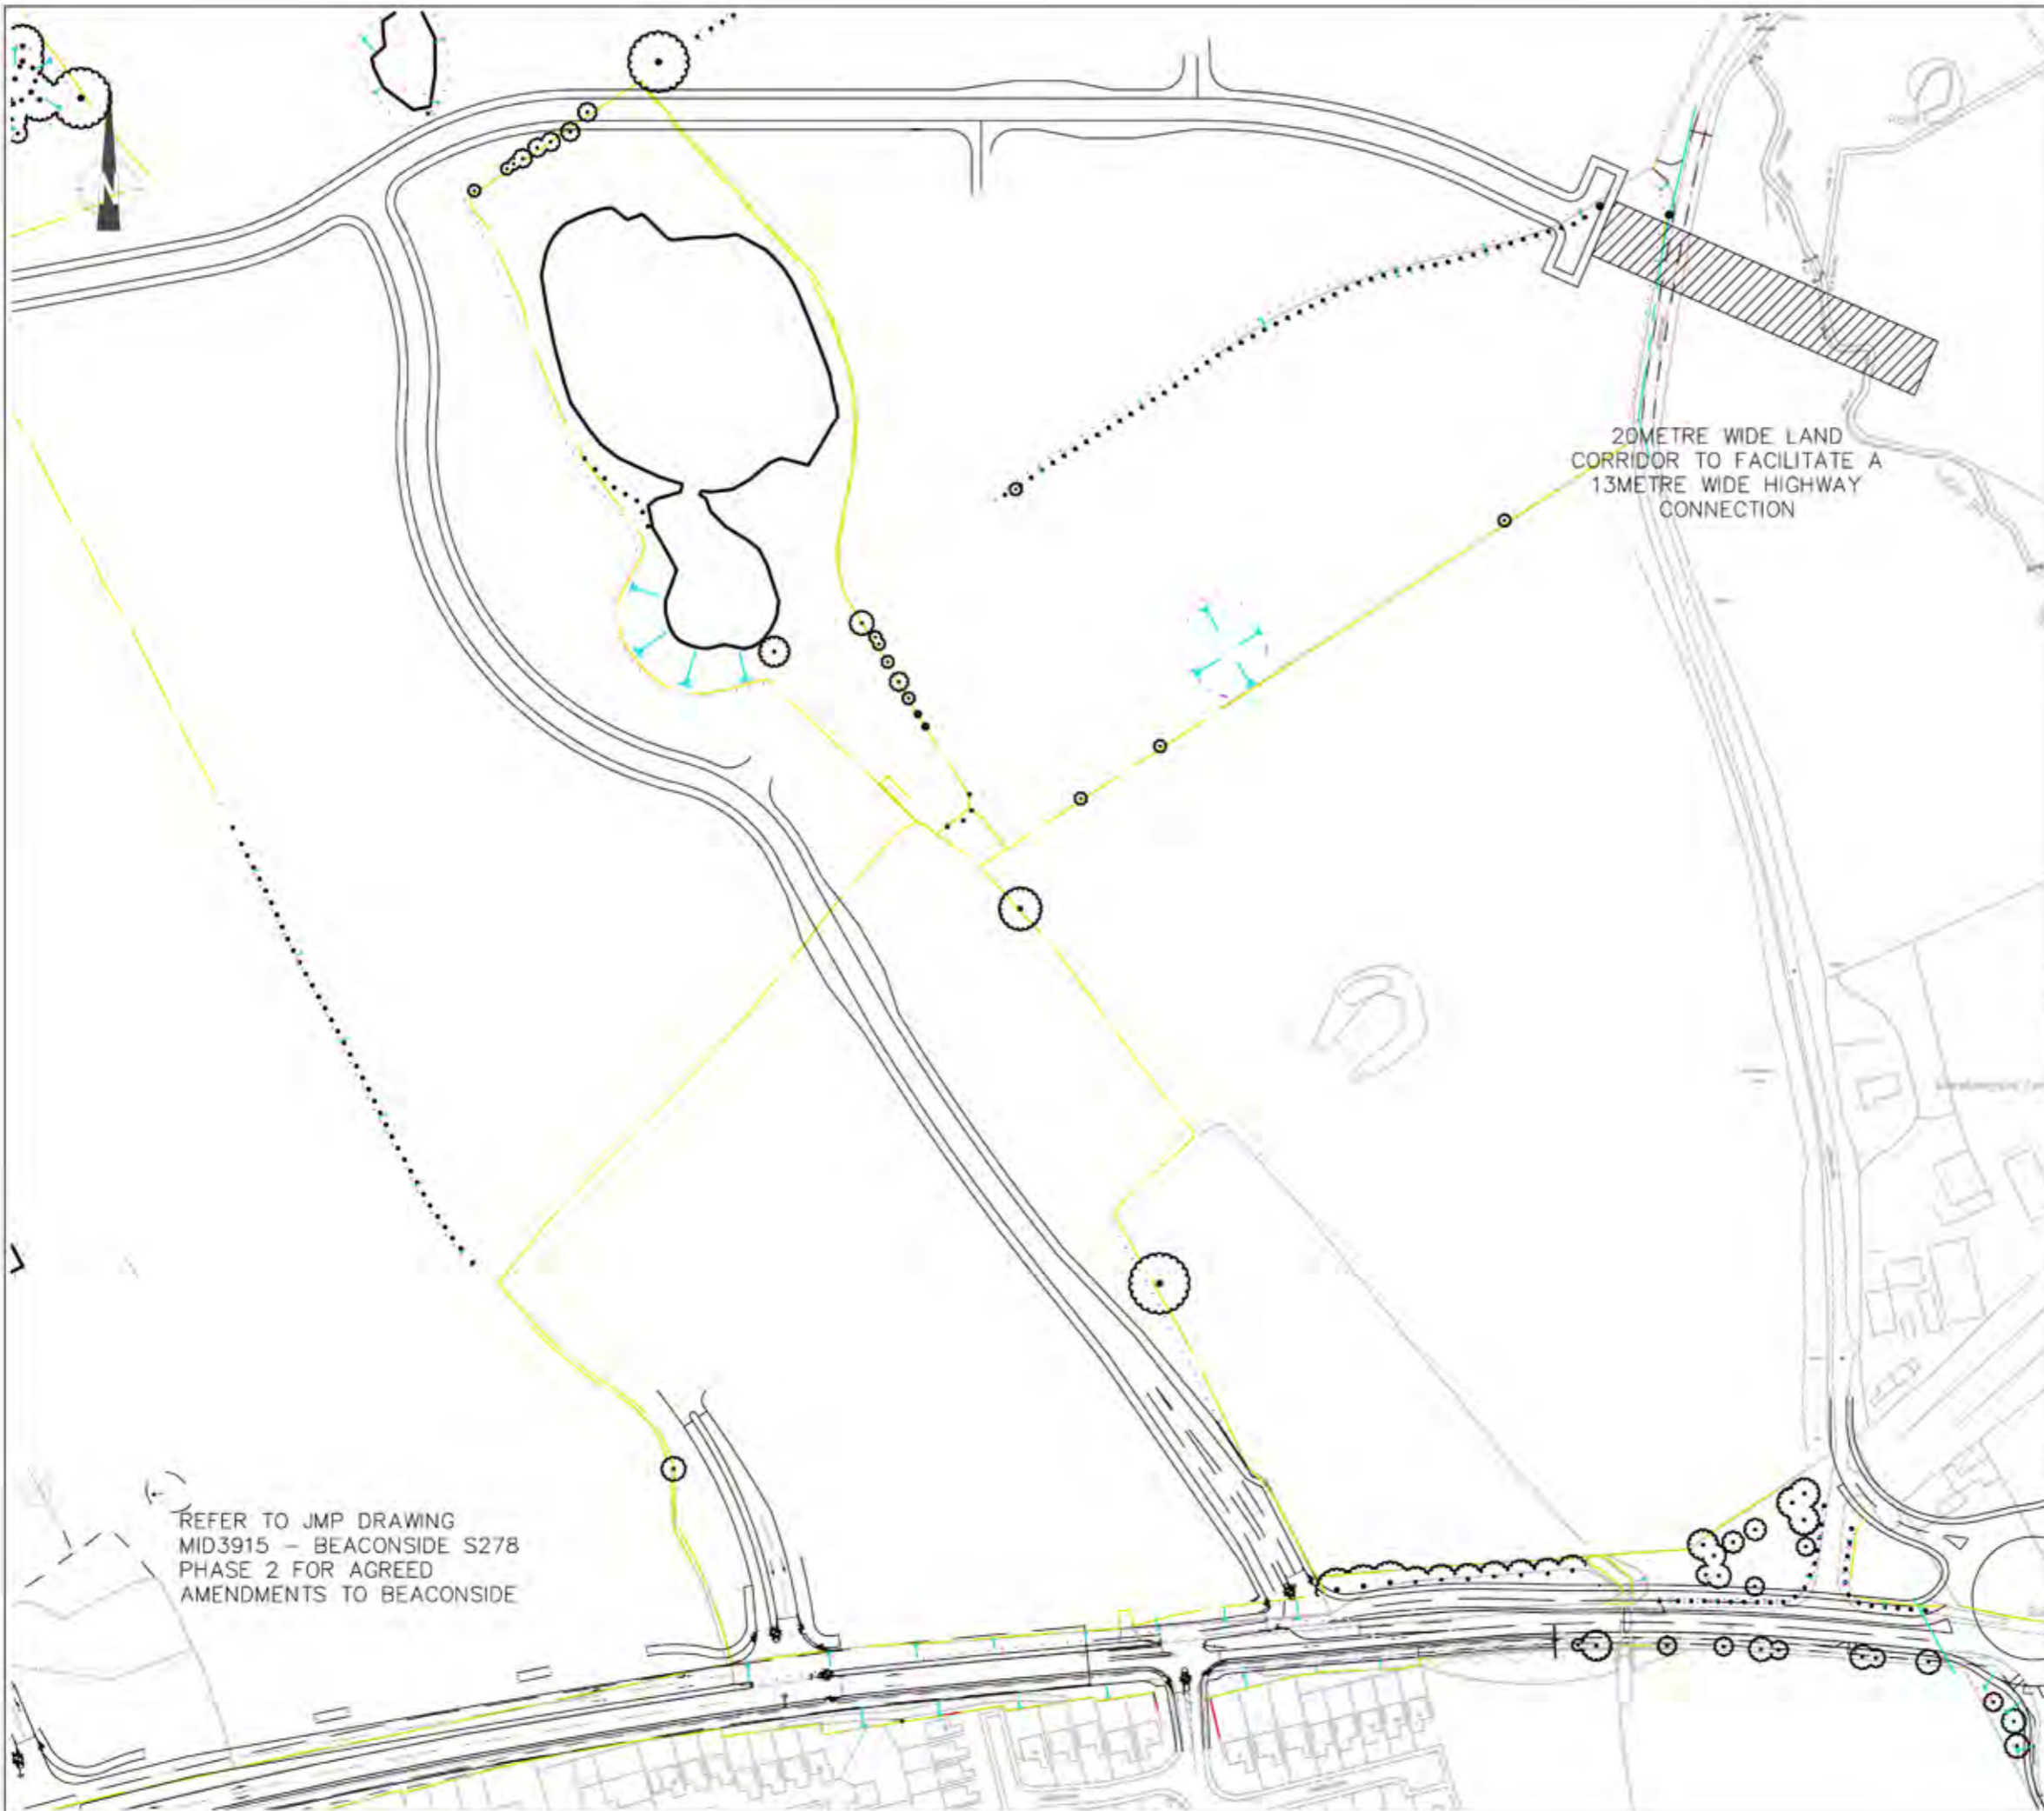 N
20METRE WIDE LAND
CORRIDOR TO FACILITATE A
13METRE WIDE HIGHWAY
CONNECTION
REFER TO JMP DRAWING
MID3915 – BEACONSIDE S278
PHASE 2 FOR AGREED
AMENDMENTS TO BEACONSIDE